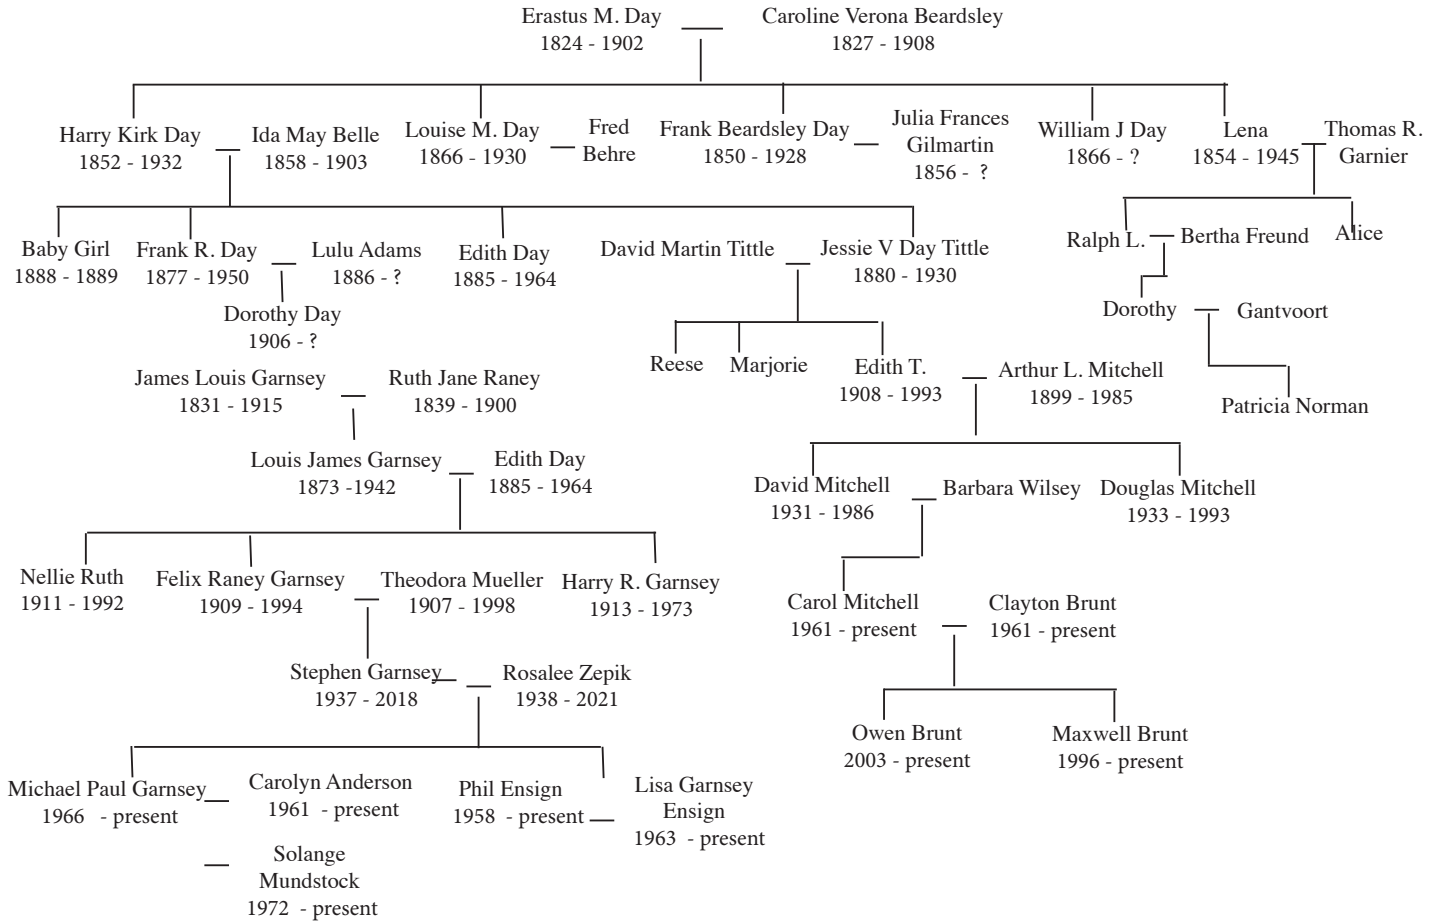 Erastus M. Day
1824 - 1902
Caroline Verona Beardsley
1827 - 1908
Harry Kirk Day
1852 - 1932
Ida May Belle
1858 - 1903
Louise M. Day
1866 - 1930
Fred
Behre
Frank Beardsley Day
1850 - 1928
Julia Frances
Gilmartin
1856 - ?
William J Day
1866 - ?
Lena
1854 - 1945
Thomas R.
Garnier
Baby Girl
1888 - 1889
Frank R. Day
1877 - 1950
Lulu Adams
1886 - ?
Edith Day
1885 - 1964
David Martin Tittle
Jessie V Day Tittle
1880 - 1930
Ralph L.
Bertha Freund
Alice
Dorothy Day
1906 - ?
Dorothy
Gantvoort
Reese
Marjorie
Edith T.
1908 - 1993
Arthur L. Mitchell
1899 - 1985
Patricia Norman
James Louis Garnsey
1831 - 1915
Ruth Jane Raney
1839 - 1900
Louis James Garnsey
1873 -1942
Edith Day
1885 - 1964
David Mitchell
1931 - 1986
Barbara Wilsey
Douglas Mitchell
1933 - 1993
Nellie Ruth
1911 - 1992
Felix Raney Garnsey
1909 - 1994
Theodora Mueller
1907 - 1998
Harry R. Garnsey
1913 - 1973
Carol Mitchell
1961 - present
Clayton Brunt
1961 - present
Stephen Garnsey
1937 - 2018
Rosalee Zepik
1938 - 2021
Owen Brunt
2003 - present
Maxwell Brunt
1996 - present
Michael Paul Garnsey
1966 - present
Carolyn Anderson
1961 - present
Phil Ensign
1958 - present
Lisa Garnsey
Ensign
1963 - present
Solange
Mundstock
1972 - present